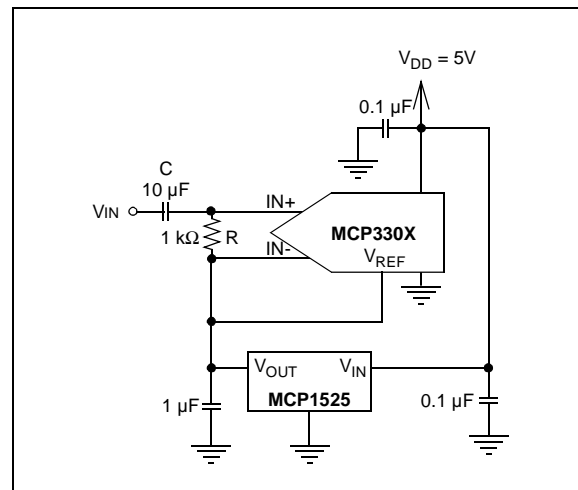 V_DD = 5V
0.1 µF
C
10 µF
V_IN
IN+
1 kΩ R
IN-
MCP330X
V_REF
V_OUT
V_IN
MCP1525
1 µF
0.1 µF